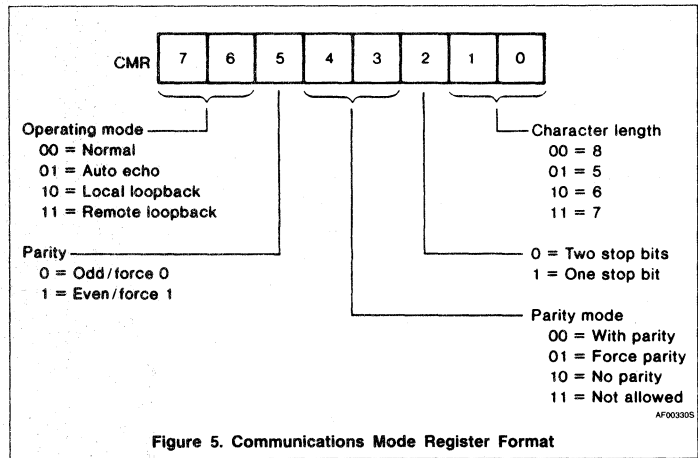 CMR 7 6 5 4 3 2 1 0
Operating mode
00 = Normal
01 = Auto echo
10 = Local loopback
11 = Remote loopback
Character length
00 = 8
01 = 5
10 = 6
11 = 7
Parity
0 = Odd/force 0
1 = Even/force 1
0 = Two stop bits
1 = One stop bit
Parity mode
00 = With parity
01 = Force parity
10 = No parity
11 = Not allowed
AF00330S
Figure 5. Communications Mode Register Format